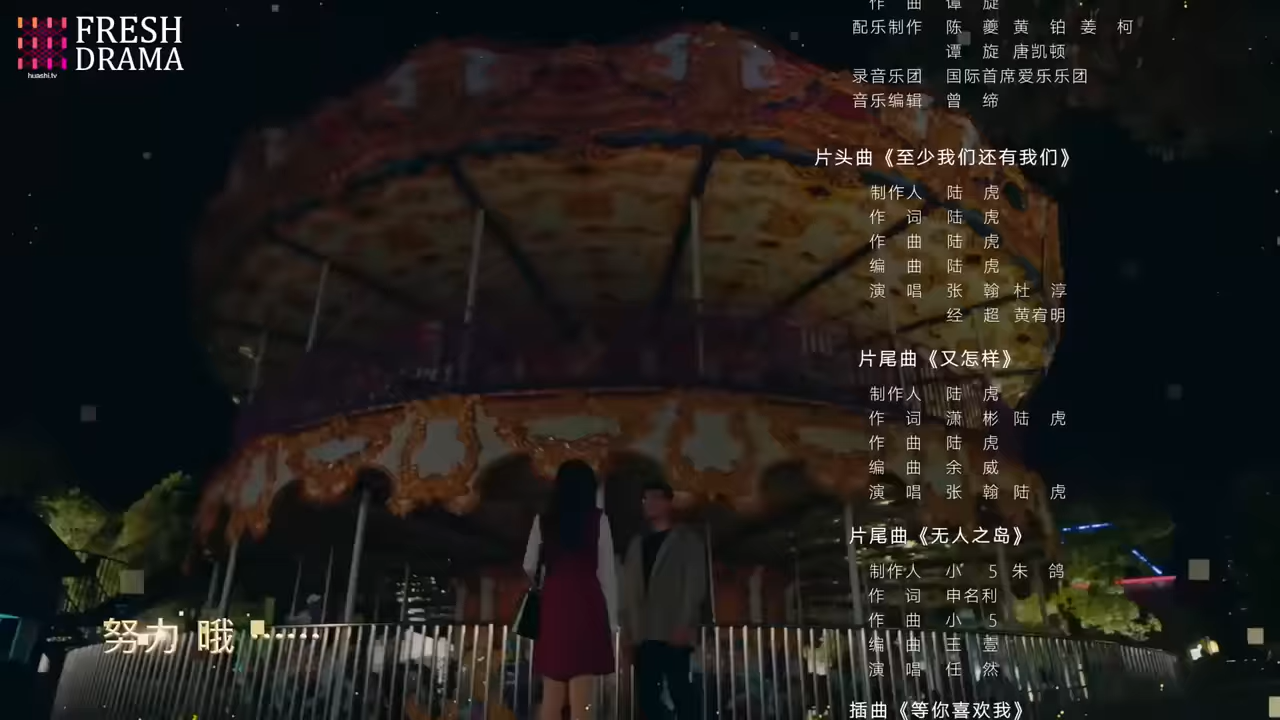 FRESH
DRAMA
huashi.tv
作 曲 谭 旋
配乐制作 陈 夔 黄 铂 姜 柯
谭 旋 唐凯顿
录音乐团 国际首席爱乐乐团
音乐编辑 曾 缔
片头曲《至少我们还有我们》
制作人 陆 虎
作 词 陆 虎
作 曲 陆 虎
编 曲 陆 虎
演 唱 张 翰 杜 淳
经 超 黄宥明
片尾曲《又怎样》
制作人 陆 虎
作 词 潇 彬 陆 虎
作 曲 陆 虎
编 曲 余 威
演 唱 张 翰 陆 虎
片尾曲《无人之岛》
制作人 小 5 朱 鸽
作 词 申名利
作 曲 小 5
编 曲 王 壹
演 唱 任 然
插曲《等你喜欢我》
努力 哦